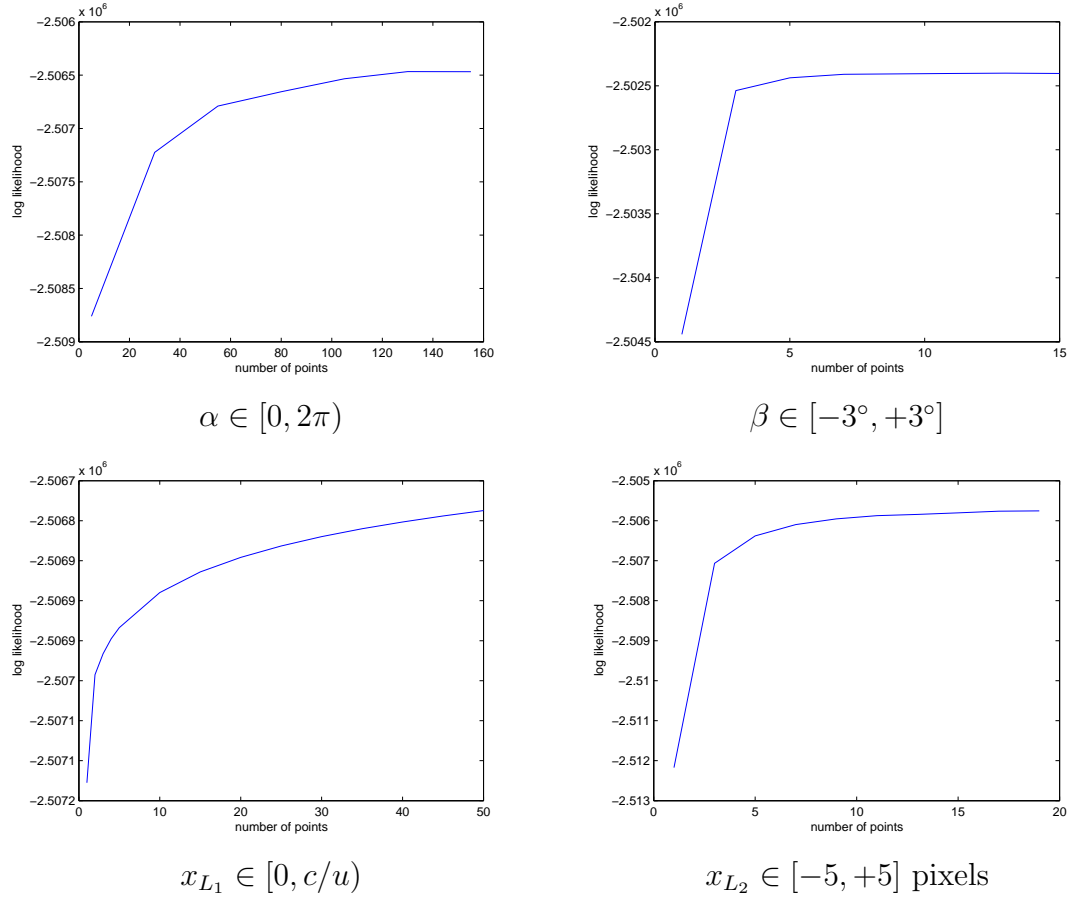 x 10^6
−2.506
−2.5065
−2.507
−2.5075
−2.508
−2.5085
−2.509
log likelihood
0 20 40 60 80 100 120 140 160
number of points
α ∈ [0, 2π)
x 10^6
−2.502
−2.5025
−2.503
−2.5035
−2.504
−2.5045
log likelihood
0 5 10 15
number of points
β ∈ [−3°, +3°]
x 10^6
−2.5067
−2.5068
−2.5069
−2.5069
−2.5069
−2.507
−2.5071
−2.5071
−2.5072
log likelihood
0 10 20 30 40 50
number of points
x_{L_1} ∈ [0, c/u)
x 10^6
−2.505
−2.506
−2.507
−2.508
−2.509
−2.51
−2.511
−2.512
−2.513
log likelihood
0 5 10 15 20
number of points
x_{L_2} ∈ [−5, +5] pixels